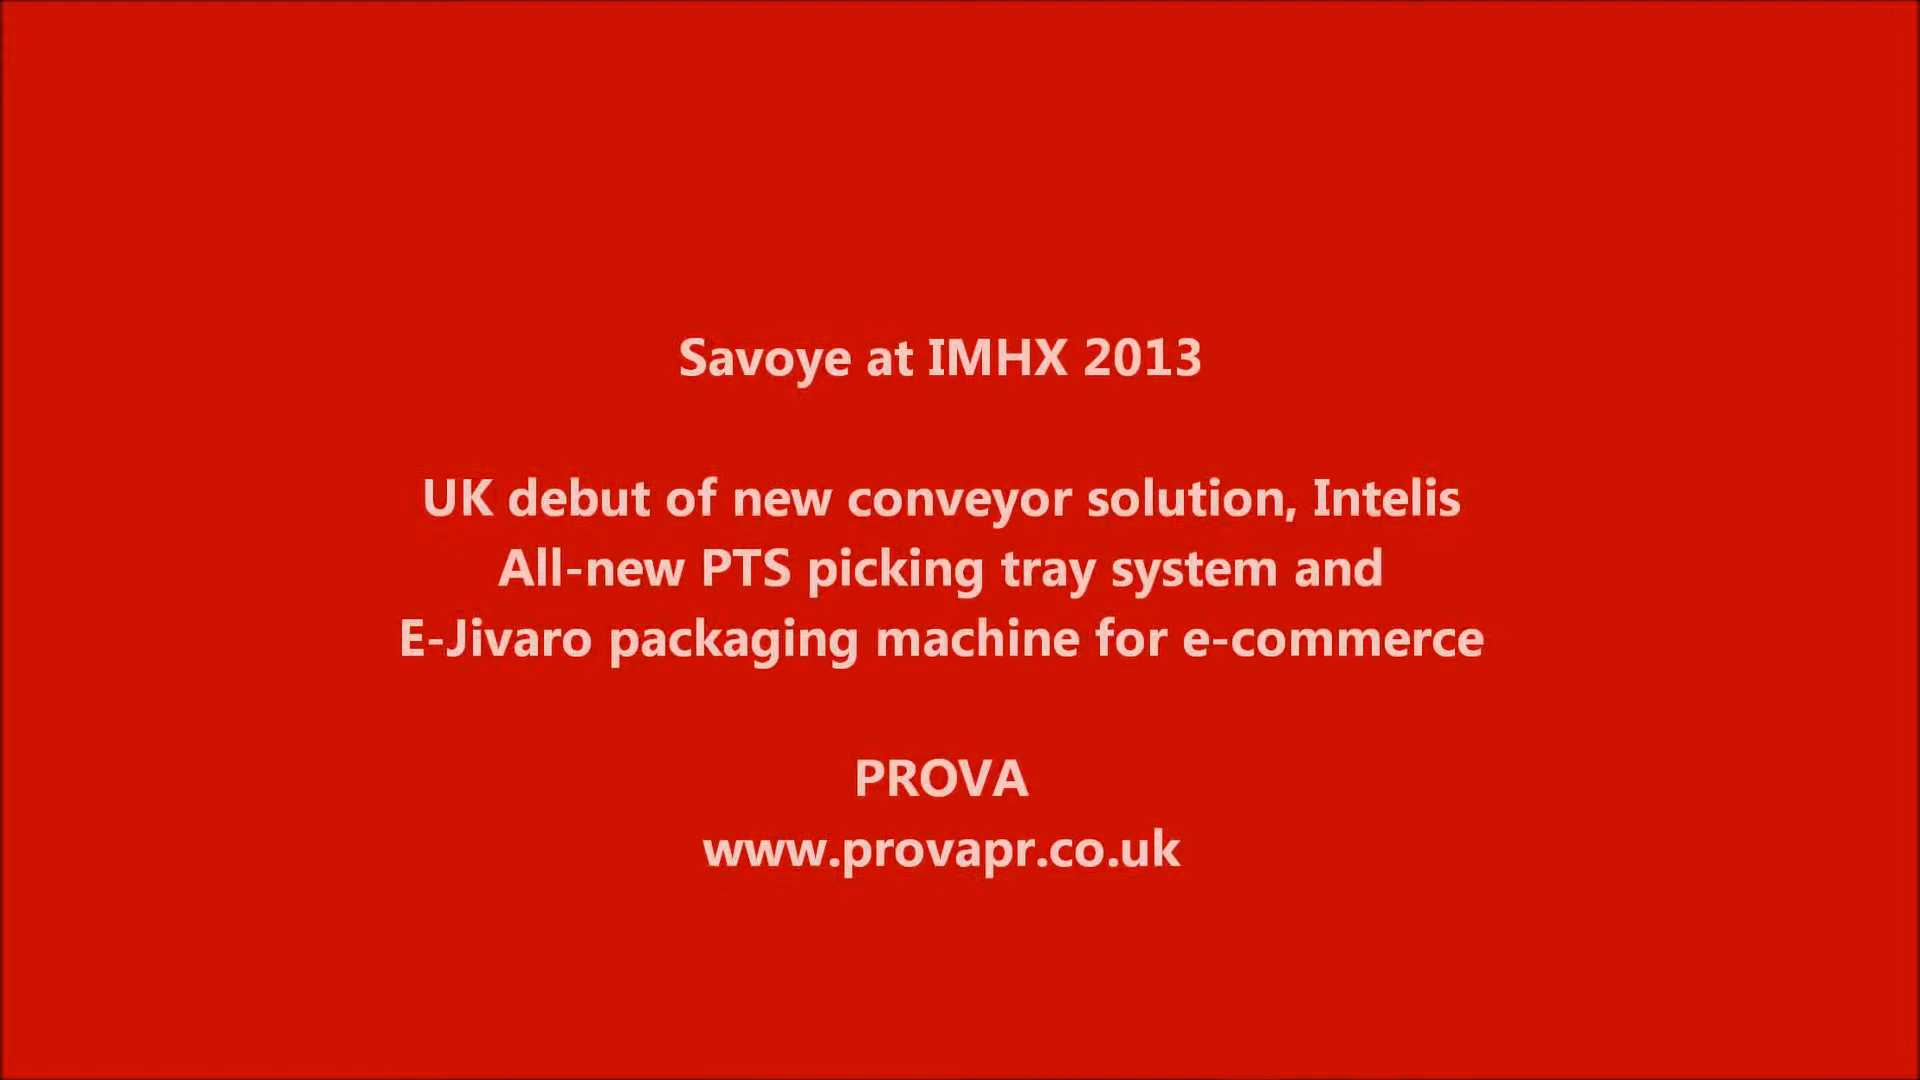 Savoye at IMHX 2013
UK debut of new conveyor solution, Intelis
All-new PTS picking tray system and
E-Jivaro packaging machine for e-commerce
PROVA
www.provapr.co.uk